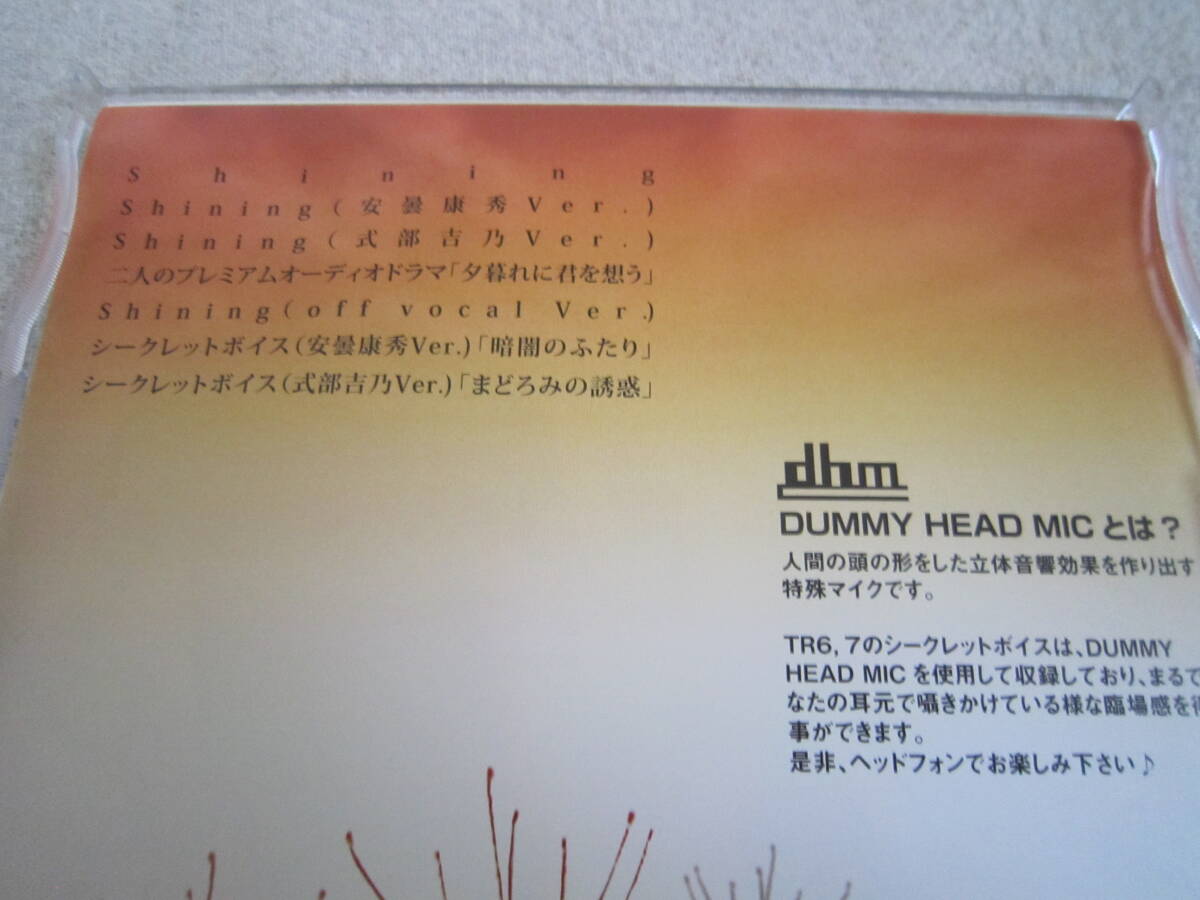 Shining
Shining(安曇康秀Ver.)
Shining(式部吉乃Ver.)
二人のプレミアムオーディオドラマ「夕暮れに君を想う」
Shining(off vocal Ver.)
シークレットボイス(安曇康秀Ver.)「暗闇のふたり」
シークレットボイス(式部吉乃Ver.)「まどろみの誘惑」
dhm
DUMMY HEAD MIC とは?
人間の頭の形をした立体音響効果を作り出す
特殊マイクです。
TR6, 7のシークレットボイスは、DUMMY
HEAD MIC を使用して収録しており、まるで
なたの耳元で囁きかけている様な臨場感を
事ができます。
是非、ヘッドフォンでお楽しみ下さい♪